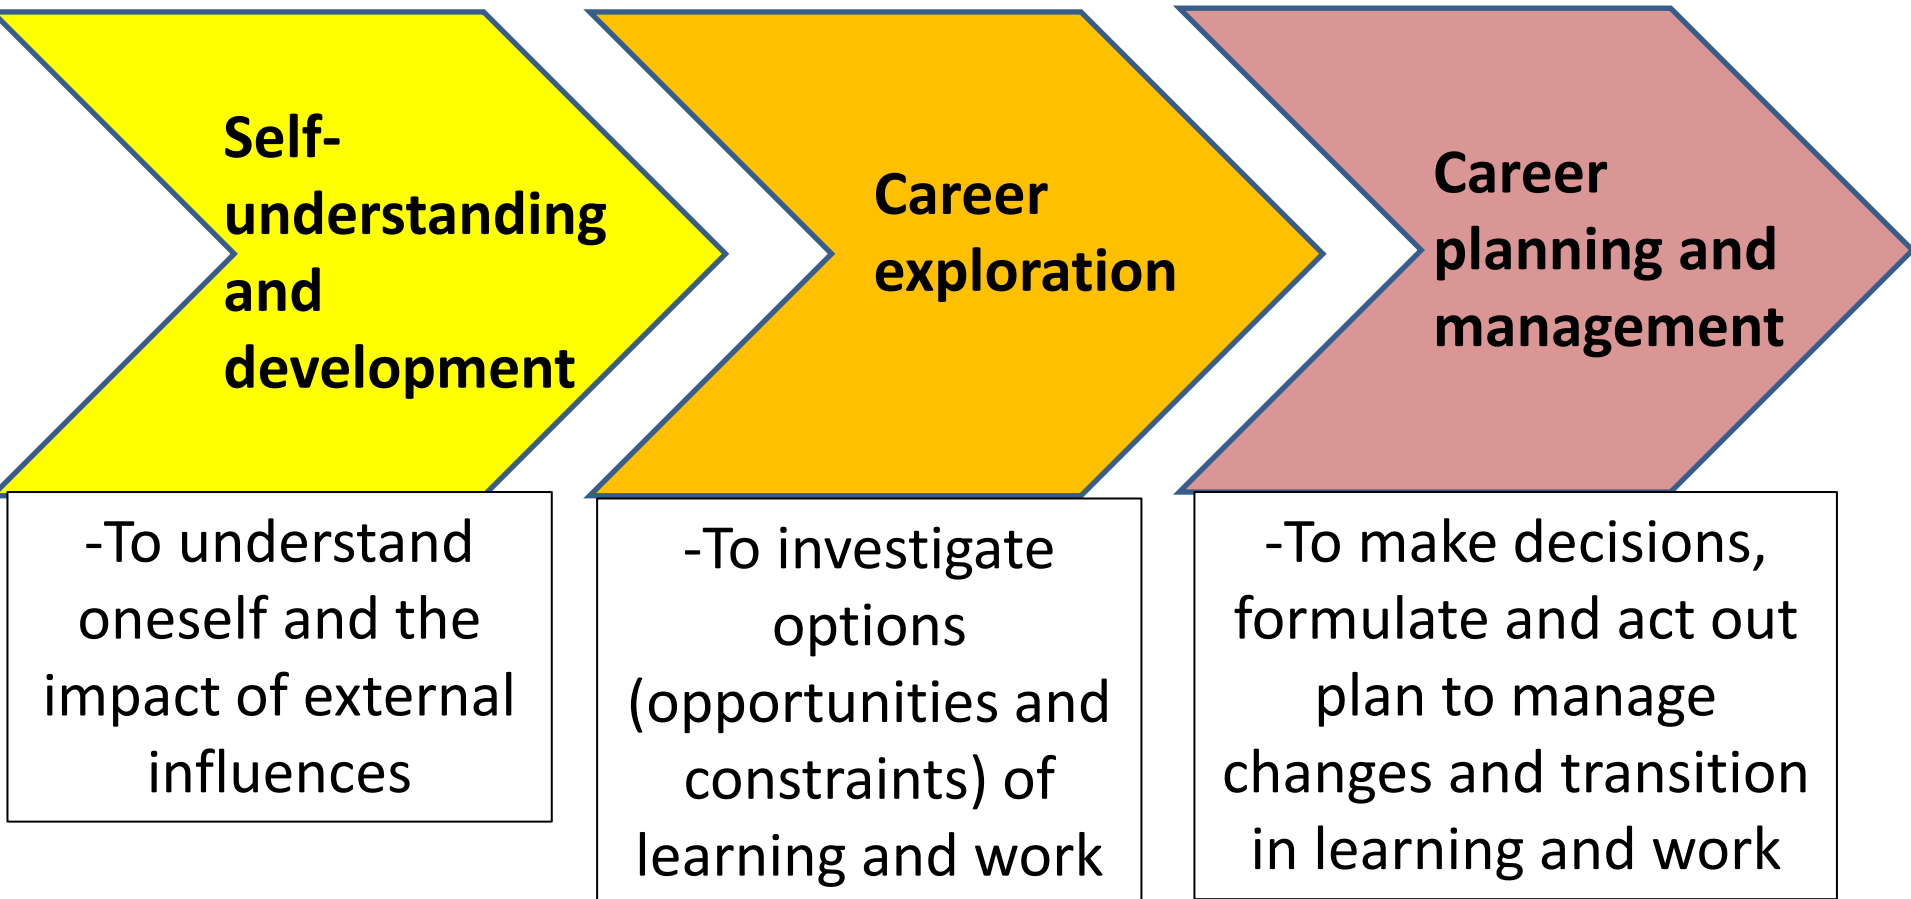 Self-
understanding
and
development
Career
exploration
Career
planning and
management
-To understand
oneself and the
impact of external
influences
-To investigate
options
(opportunities and
constraints) of
learning and work
-To make decisions,
formulate and act out
plan to manage
changes and transition
in learning and work